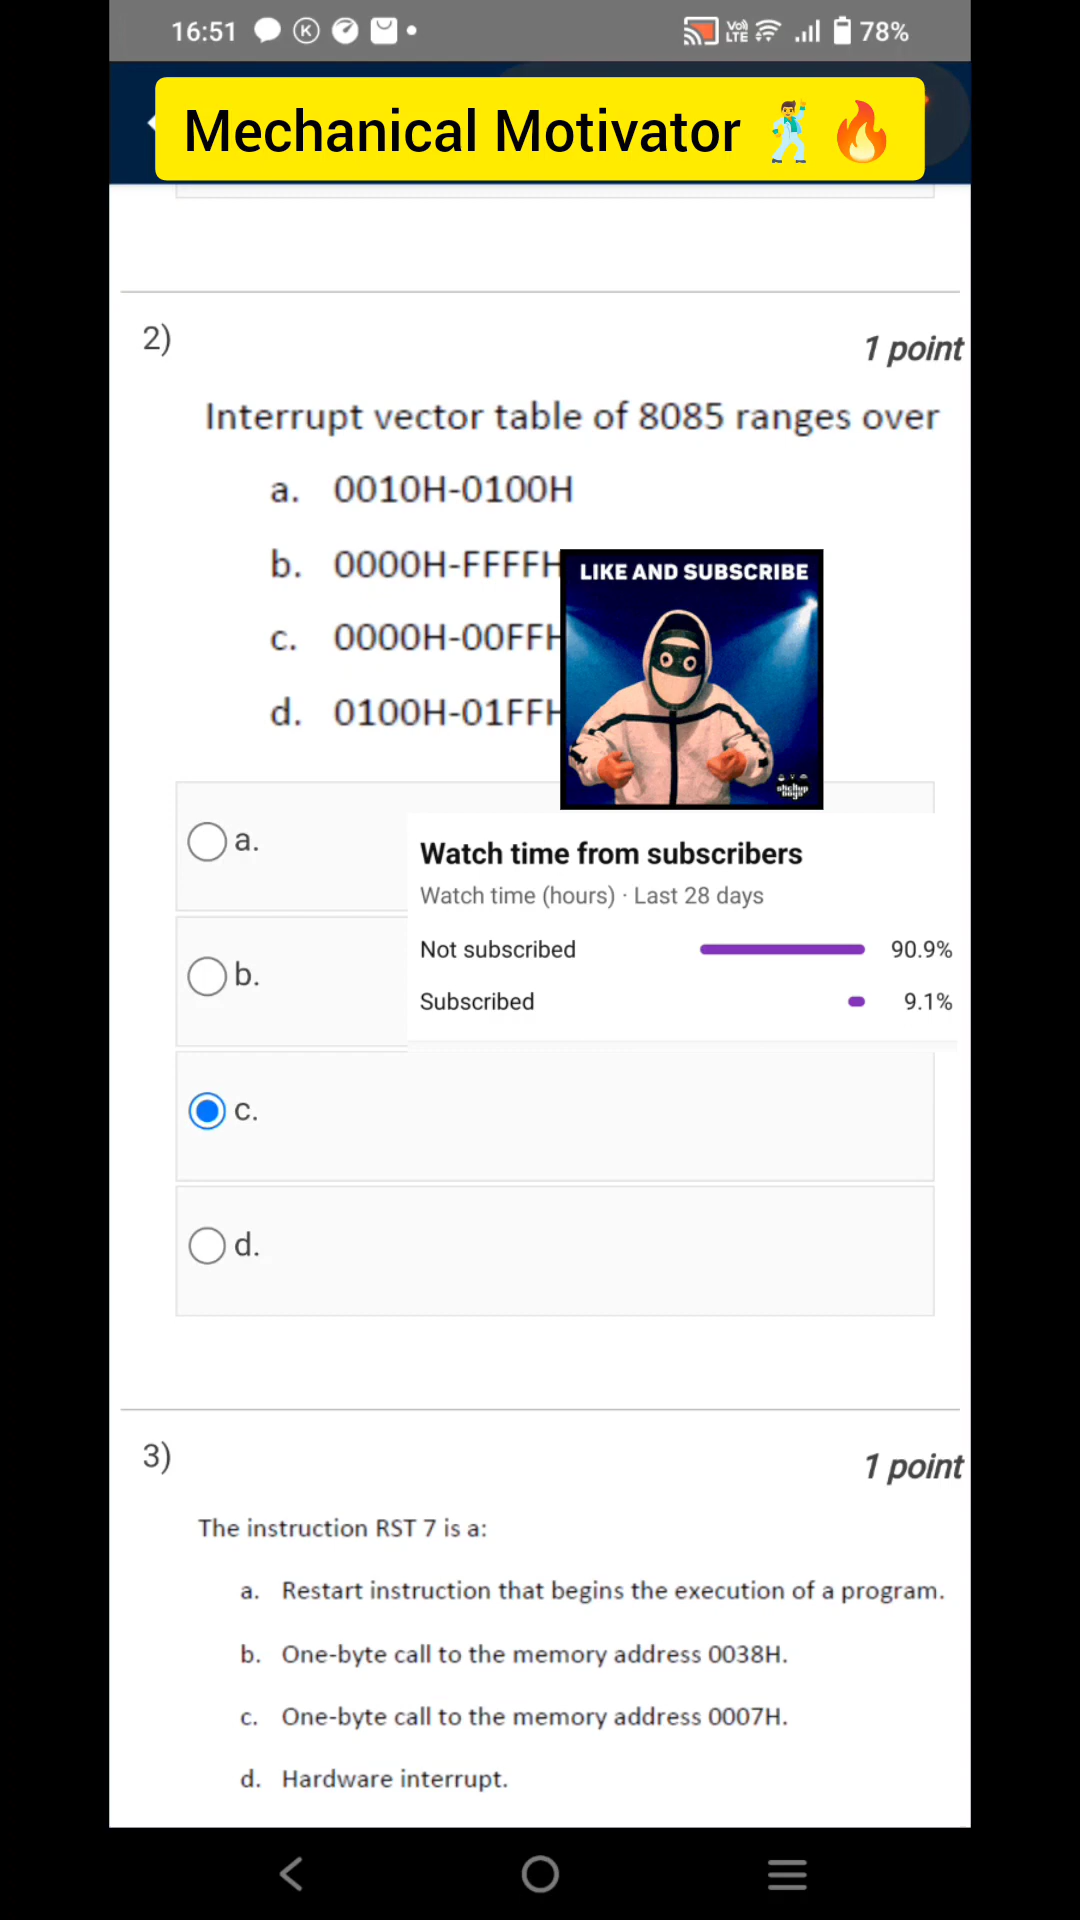 16:51
Vo)) LTE
78%
Mechanical Motivator
2)
1 point
Interrupt vector table of 8085 ranges over
a. 0010H-0100H
b. 0000H-FFFFH
c. 0000H-00FFH
d. 0100H-01FFH
LIKE AND SUBSCRIBE
a.
Watch time from subscribers
Watch time (hours) · Last 28 days
Not subscribed 90.9%
Subscribed 9.1%
b.
c.
d.
3)
1 point
The instruction RST 7 is a:
a. Restart instruction that begins the execution of a program.
b. One-byte call to the memory address 0038H.
c. One-byte call to the memory address 0007H.
d. Hardware interrupt.